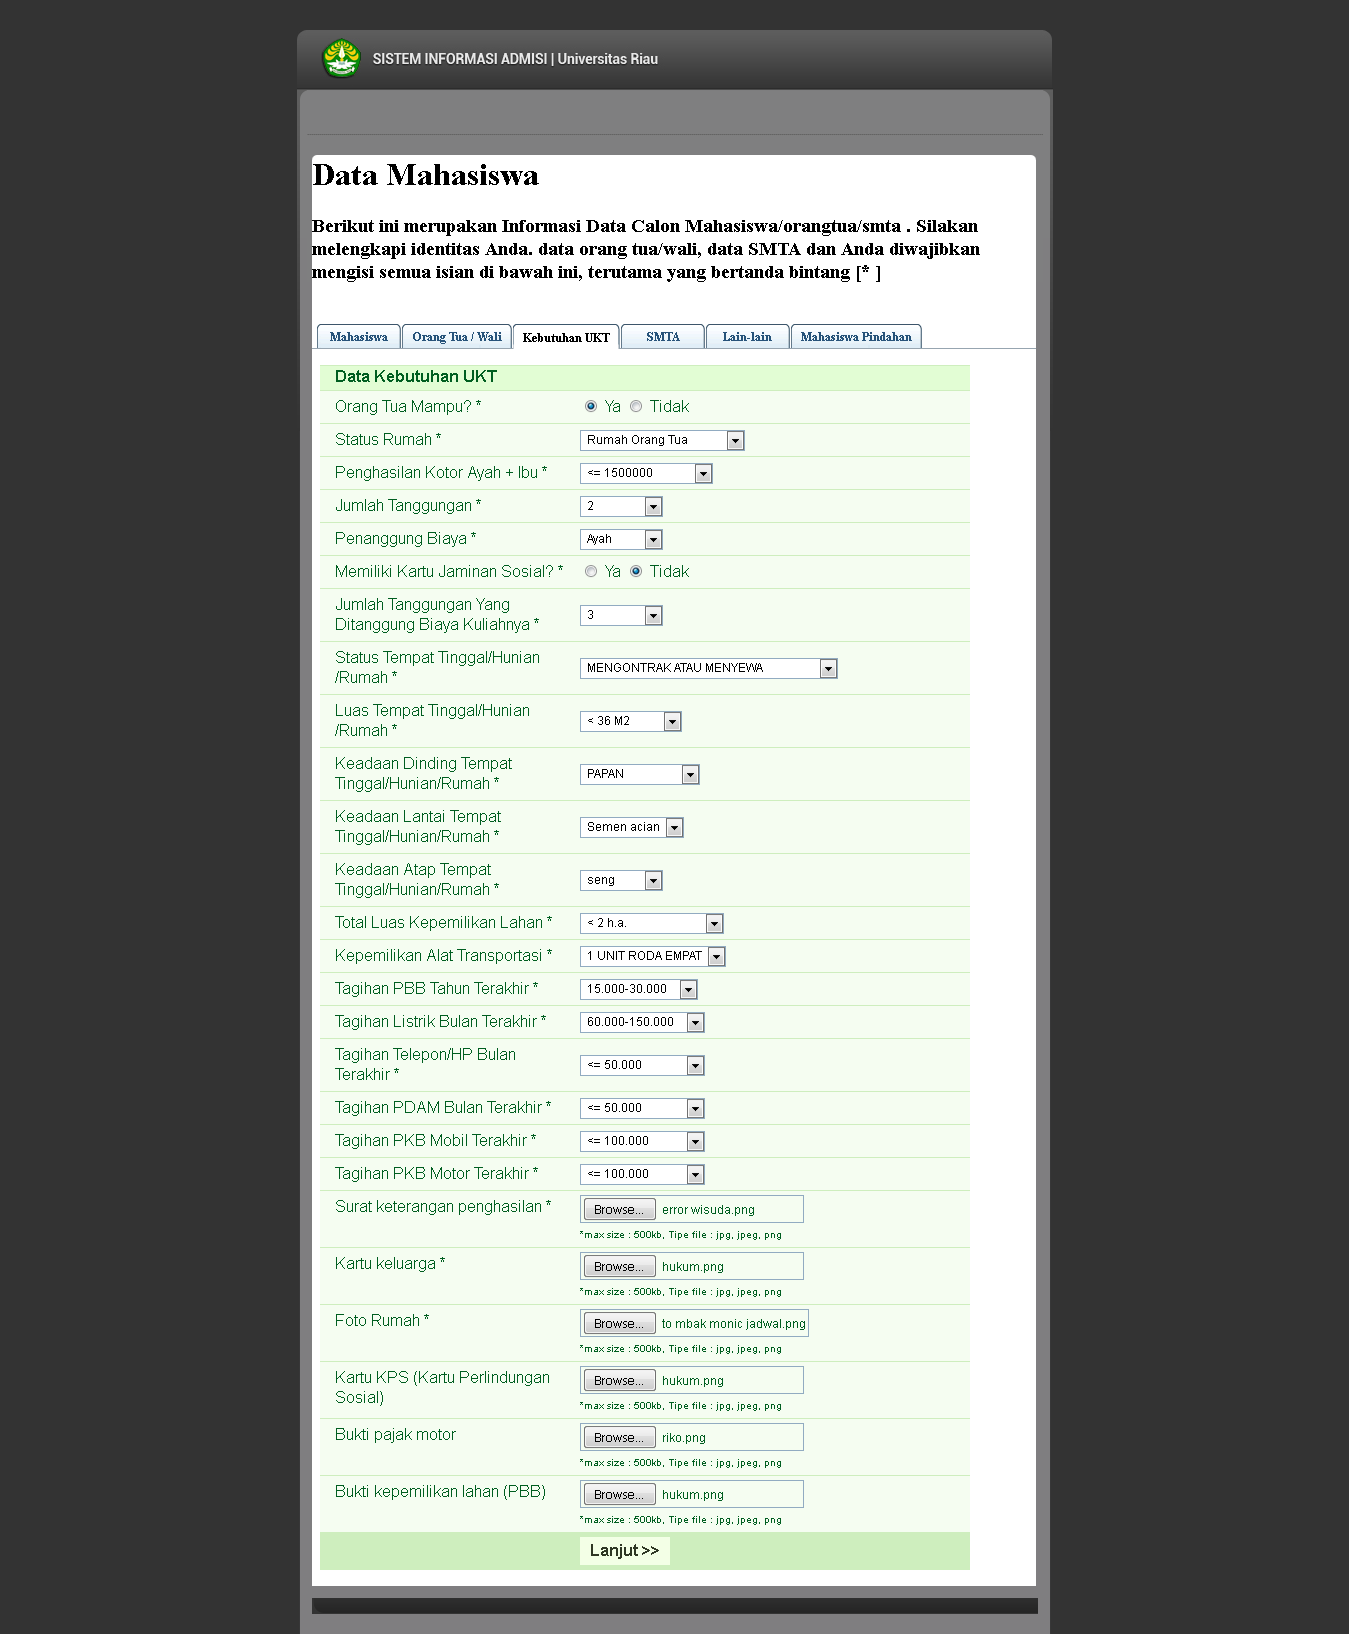 SISTEM INFORMASI ADMISI | Universitas Riau
Data Mahasiswa
Berikut ini merupakan Informasi Data Calon Mahasiswa/orangtua/smta . Silakan
melengkapi identitas Anda. data orang tua/wali, data SMTA dan Anda diwajibkan
mengisi semua isian di bawah ini, terutama yang bertanda bintang [* ]
Mahasiswa Orang Tua / Wali Kebutuhan UKT SMTA Lain-lain Mahasiswa Pindahan
Data Kebutuhan UKT
Orang Tua Mampu? * Ya Tidak
Status Rumah * Rumah Orang Tua
Penghasilan Kotor Ayah + Ibu * <= 1500000
Jumlah Tanggungan * 2
Penanggung Biaya * Ayah
Memiliki Kartu Jaminan Sosial? * Ya Tidak
Jumlah Tanggungan Yang
Ditanggung Biaya Kuliahnya * 3
Status Tempat Tinggal/Hunian
/Rumah * MENGONTRAK ATAU MENYEWA
Luas Tempat Tinggal/Hunian
/Rumah * < 36 M2
Keadaan Dinding Tempat
Tinggal/Hunian/Rumah * PAPAN
Keadaan Lantai Tempat
Tinggal/Hunian/Rumah * Semen acian
Keadaan Atap Tempat
Tinggal/Hunian/Rumah * seng
Total Luas Kepemilikan Lahan * < 2 h.a.
Kepemilikan Alat Transportasi * 1 UNIT RODA EMPAT
Tagihan PBB Tahun Terakhir * 15.000-30.000
Tagihan Listrik Bulan Terakhir * 60.000-150.000
Tagihan Telepon/HP Bulan
Terakhir * <= 50.000
Tagihan PDAM Bulan Terakhir * <= 50.000
Tagihan PKB Mobil Terakhir * <= 100.000
Tagihan PKB Motor Terakhir * <= 100.000
Surat keterangan penghasilan * Browse... error wisuda.png
*max size : 500kb, Tipe file : jpg, jpeg, png
Kartu keluarga * Browse... hukum.png
*max size : 500kb, Tipe file : jpg, jpeg, png
Foto Rumah * Browse... to mbak monic jadwal.png
*max size : 500kb, Tipe file : jpg, jpeg, png
Kartu KPS (Kartu Perlindungan
Sosial) Browse... hukum.png
*max size : 500kb, Tipe file : jpg, jpeg, png
Bukti pajak motor Browse... riko.png
*max size : 500kb, Tipe file : jpg, jpeg, png
Bukti kepemilikan lahan (PBB) Browse... hukum.png
*max size : 500kb, Tipe file : jpg, jpeg, png
Lanjut >>